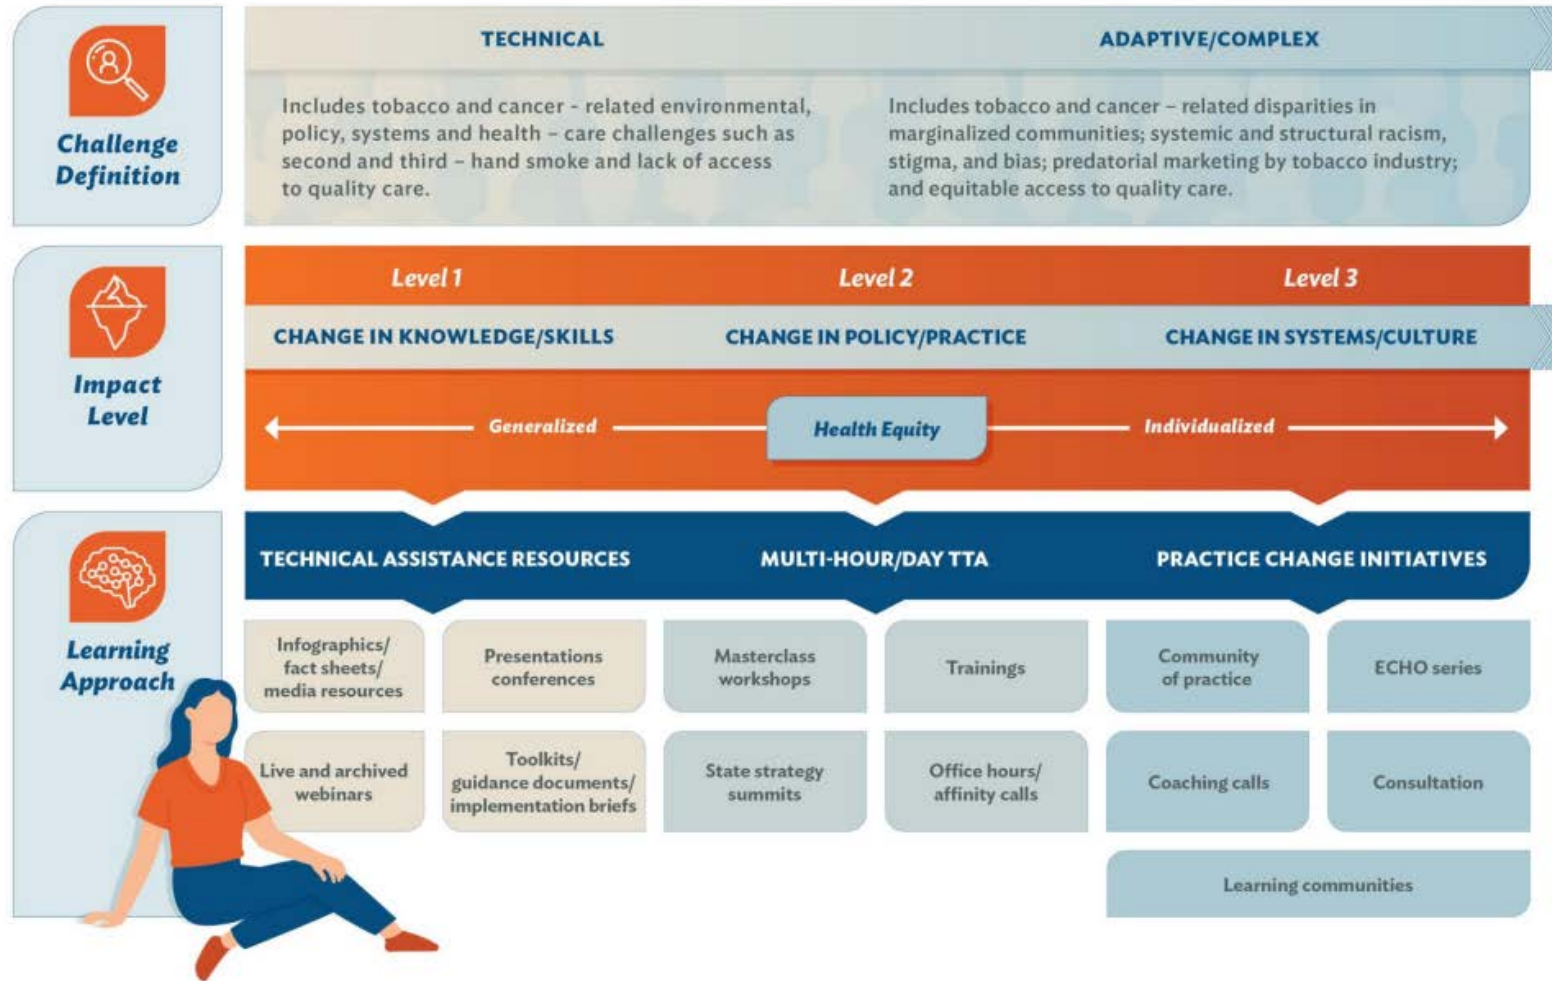 Challenge
Definition
TECHNICAL
ADAPTIVE/COMPLEX
Includes tobacco and cancer - related environmental,
policy, systems and health – care challenges such as
second and third – hand smoke and lack of access
to quality care.
Includes tobacco and cancer – related disparities in
marginalized communities; systemic and structural racism,
stigma, and bias; predatorial marketing by tobacco industry;
and equitable access to quality care.
Impact
Level
Level 1
Level 2
Level 3
CHANGE IN KNOWLEDGE/SKILLS
CHANGE IN POLICY/PRACTICE
CHANGE IN SYSTEMS/CULTURE
Generalized
Health Equity
Individualized
Learning
Approach
TECHNICAL ASSISTANCE RESOURCES
MULTI-HOUR/DAY TTA
PRACTICE CHANGE INITIATIVES
Infographics/
fact sheets/
media resources
Presentations
conferences
Masterclass
workshops
Trainings
Community
of practice
ECHO series
Live and archived
webinars
Toolkits/
guidance documents/
implementation briefs
State strategy
summits
Office hours/
affinity calls
Coaching calls
Consultation
Learning communities